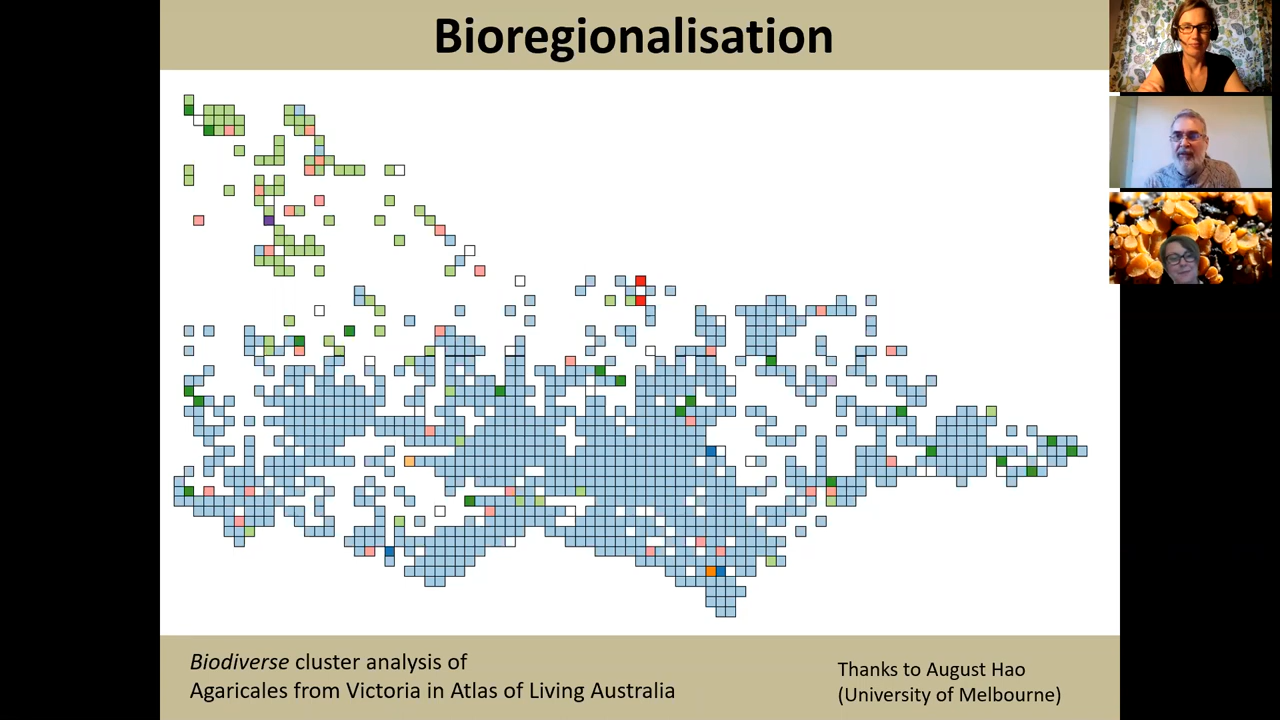 Bioregionalisation
Biodiverse cluster analysis of
Agaricales from Victoria in Atlas of Living Australia
Thanks to August Hao
(University of Melbourne)